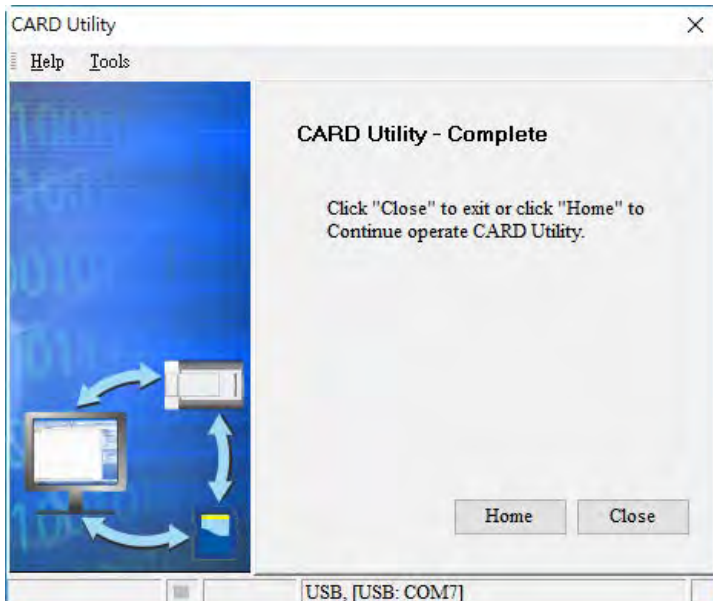 CARD Utility
Help Tools
CARD Utility - Complete
Click "Close" to exit or click "Home" to
Continue operate CARD Utility.
Home Close
USB, [USB: COM7]